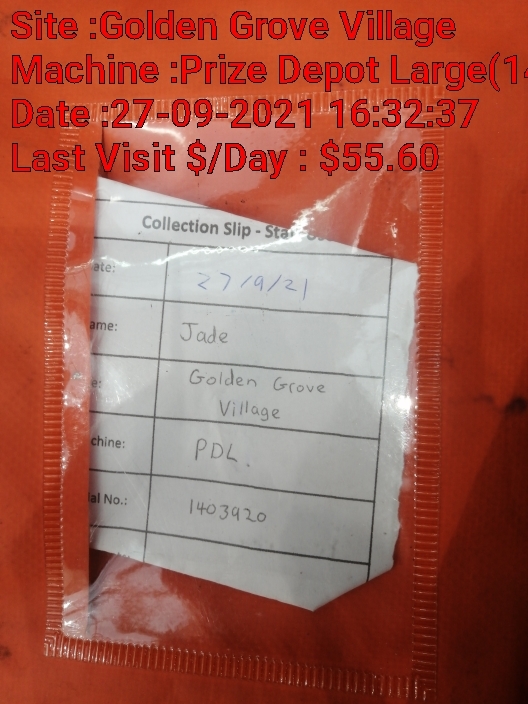 Site :Golden Grove Village
Machine :Prize Depot Large(14
Date :27-09-2021 16:32:37
Last Visit $/Day : $55.60
Collection Slip -
ate: 27/9/21
ame: Jade
e: Golden Grove
Village
chine: PDL.
al No.: 1403920